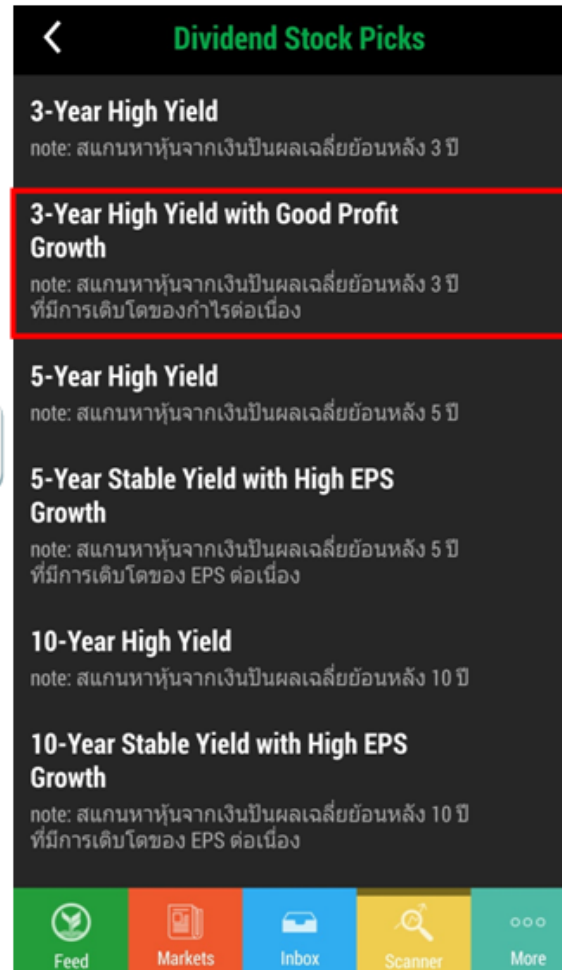 Dividend Stock Picks
3-Year High Yield
note: สแกนหาหุ้นจากเงินปันผลเฉลี่ยย้อนหลัง 3 ปี
3-Year High Yield with Good Profit
Growth
note: สแกนหาหุ้นจากเงินปันผลเฉลี่ยย้อนหลัง 3 ปี
ที่มีการเติบโตของกำไรต่อเนื่อง
5-Year High Yield
note: สแกนหาหุ้นจากเงินปันผลเฉลี่ยย้อนหลัง 5 ปี
5-Year Stable Yield with High EPS
Growth
note: สแกนหาหุ้นจากเงินปันผลเฉลี่ยย้อนหลัง 5 ปี
ที่มีการเติบโตของ EPS ต่อเนื่อง
10-Year High Yield
note: สแกนหาหุ้นจากเงินปันผลเฉลี่ยย้อนหลัง 10 ปี
10-Year Stable Yield with High EPS
Growth
note: สแกนหาหุ้นจากเงินปันผลเฉลี่ยย้อนหลัง 10 ปี
ที่มีการเติบโตของ EPS ต่อเนื่อง
Feed Markets Inbox Scanner More